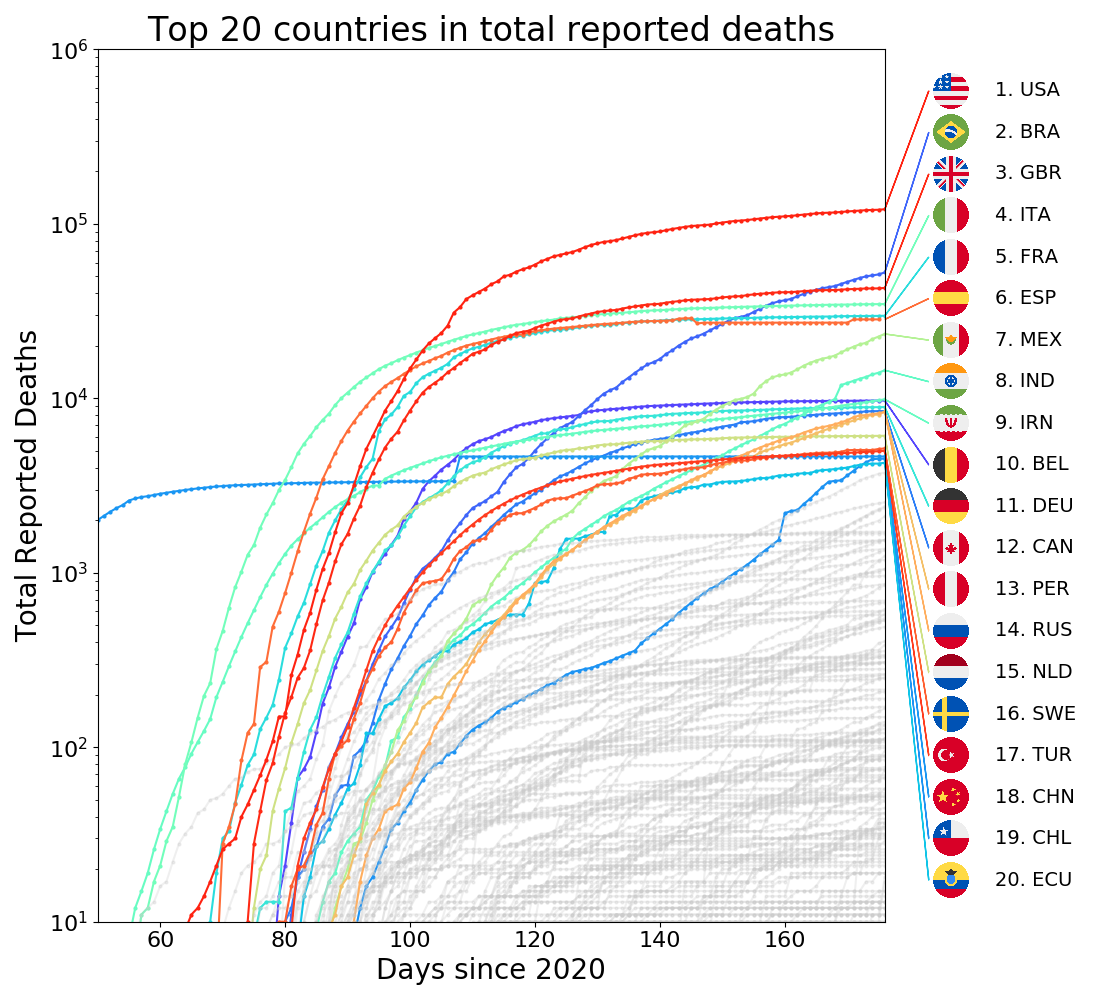 Top 20 countries in total reported deaths
Total Reported Deaths
10^6
10^5
10^4
10^3
10^2
10^1
60 80 100 120 140 160
Days since 2020
1. USA
2. BRA
3. GBR
4. ITA
5. FRA
6. ESP
7. MEX
8. IND
9. IRN
10. BEL
11. DEU
12. CAN
13. PER
14. RUS
15. NLD
16. SWE
17. TUR
18. CHN
19. CHL
20. ECU